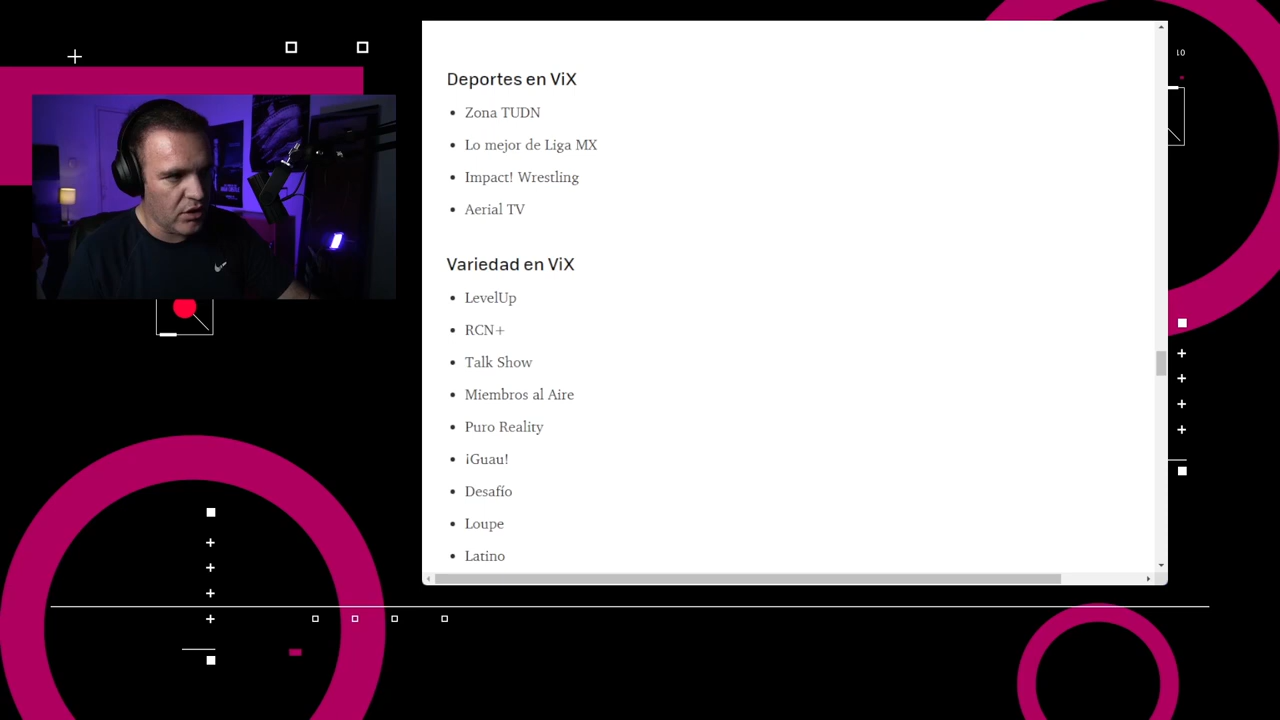 10
Deportes en ViX
• Zona TUDN
• Lo mejor de Liga MX
• Impact! Wrestling
• Aerial TV
Variedad en ViX
• LevelUp
• RCN+
• Talk Show
• Miembros al Aire
• Puro Reality
• ¡Guau!
• Desafío
• Loupe
• Latino